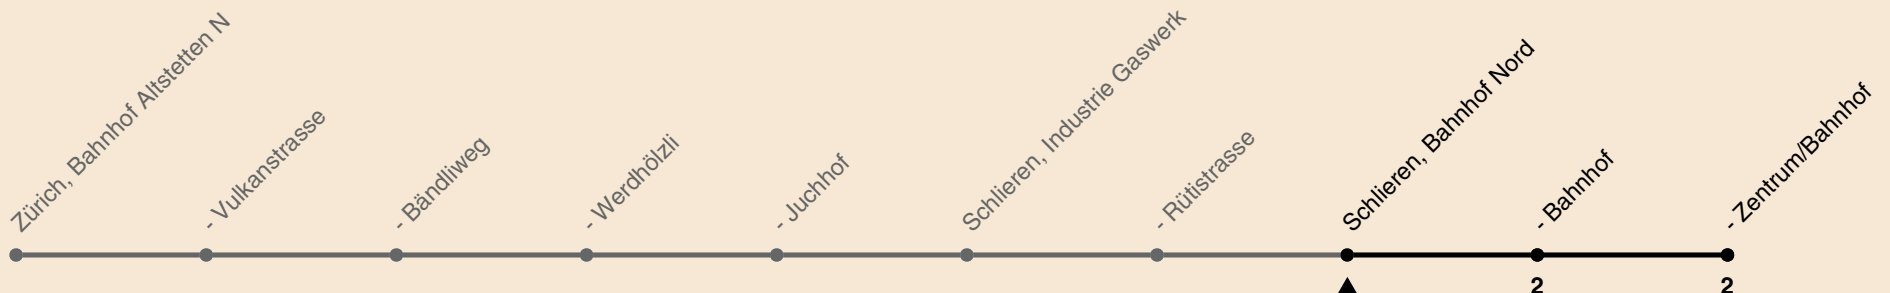 Zürich, Bahnhof Altstetten N
- Vulkanstrasse
- Bändliweg
- Werdhölzli
- Juchhof
Schlieren, Industrie Gaswerk
- Rütistrasse
Schlieren, Bahnhof Nord
- Bahnhof
- Zentrum/Bahnhof
2
2